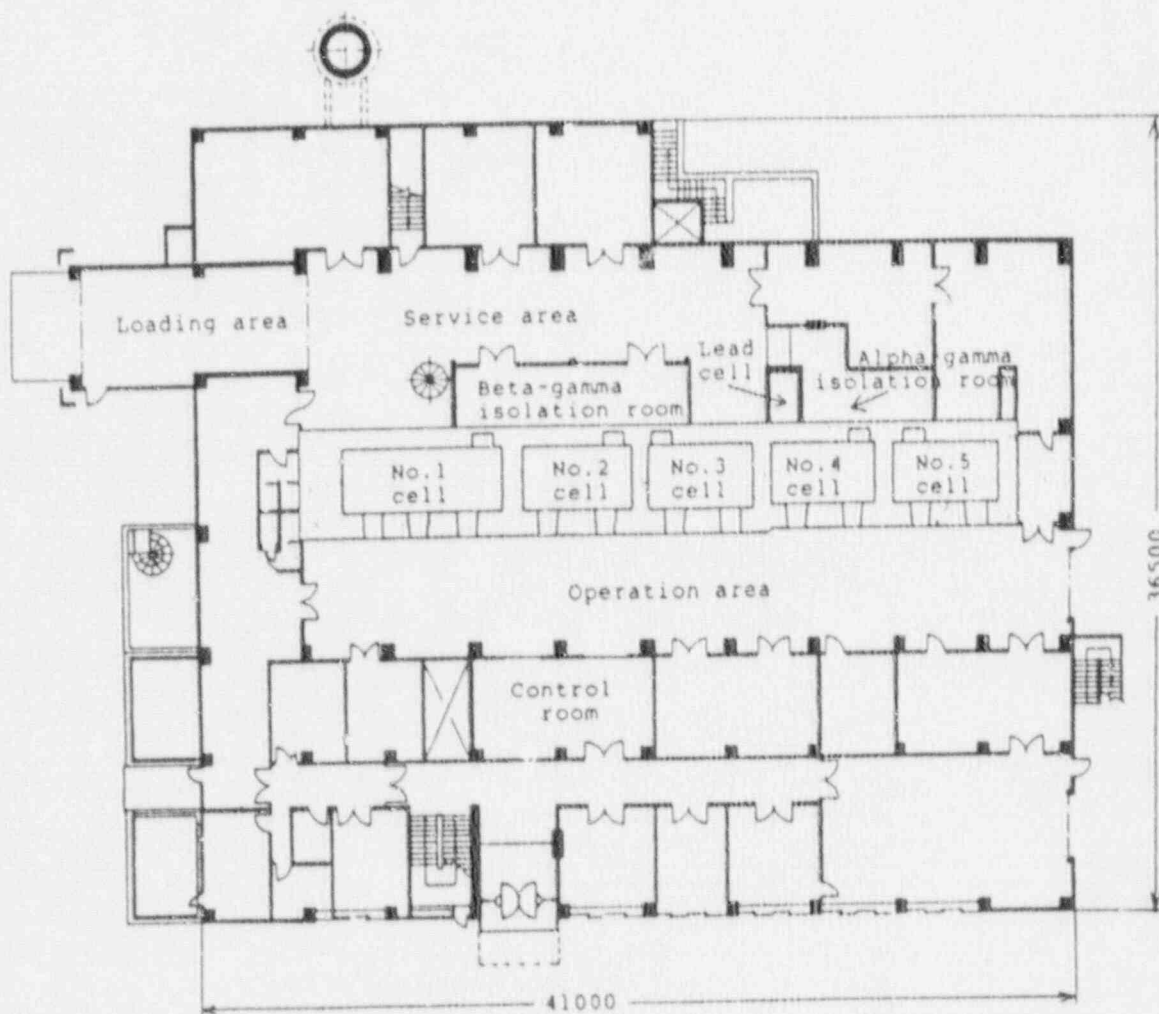 Loading area
Service area
Lead
cell
Alpha-gamma
isolation room
Beta-gamma
isolation room
No.1
cell
No.2
cell
No.3
cell
No.4
cell
No.5
cell
Operation area
36500
Control
room
41000